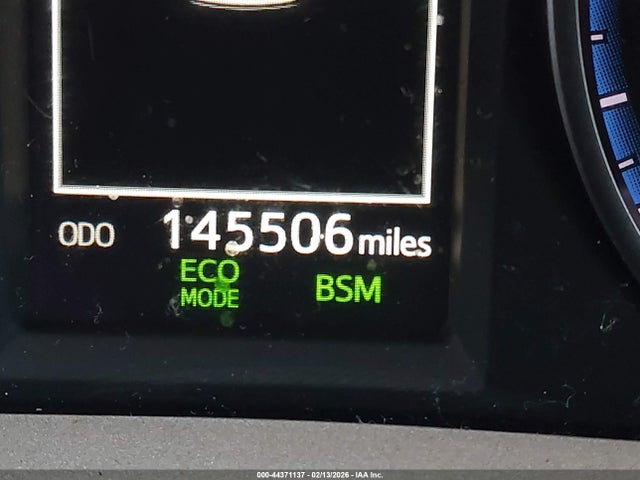 ODO 145506 miles
ECO BSM
MODE
000-44371137 - 02/13/2026 - IAA Inc.